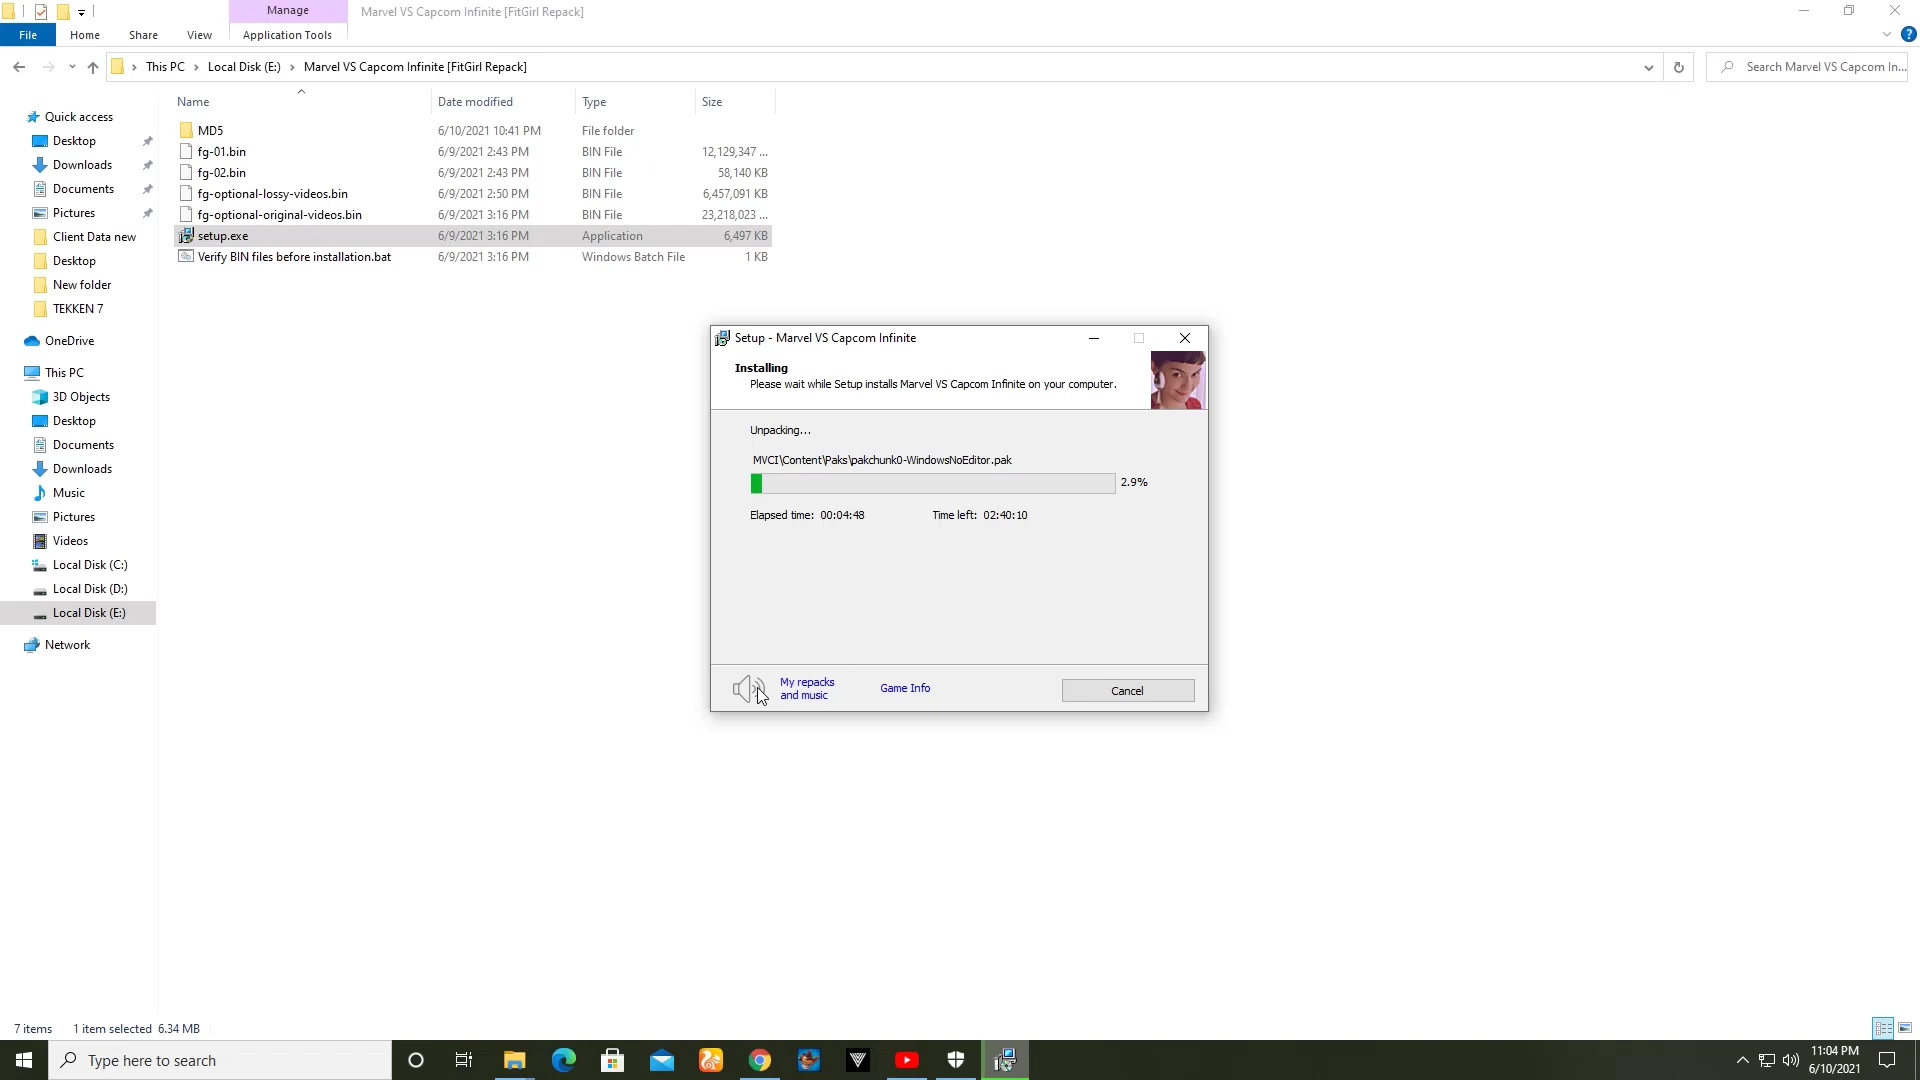 Manage
Marvel VS Capcom Infinite [FitGirl Repack]
File
Home
Share
View
Application Tools
This PC
Local Disk (E:)
Marvel VS Capcom Infinite [FitGirl Repack]
Search Marvel VS Capcom In...
Name
Date modified
Type
Size
MD5 6/10/2021 10:41 PM File folder
fg-01.bin 6/9/2021 2:43 PM BIN File 12,129,347 ...
fg-02.bin 6/9/2021 2:43 PM BIN File 58,140 KB
fg-optional-lossy-videos.bin 6/9/2021 2:50 PM BIN File 6,457,091 KB
fg-optional-original-videos.bin 6/9/2021 3:16 PM BIN File 23,218,023 ...
setup.exe 6/9/2021 3:16 PM Application 6,497 KB
Verify BIN files before installation.bat 6/9/2021 3:16 PM Windows Batch File 1 KB
Quick access
Desktop
Downloads
Documents
Pictures
Client Data new
Desktop
New folder
TEKKEN 7
OneDrive
This PC
3D Objects
Desktop
Documents
Downloads
Music
Pictures
Videos
Local Disk (C:)
Local Disk (D:)
Local Disk (E:)
Network
Setup - Marvel VS Capcom Infinite
Installing
Please wait while Setup installs Marvel VS Capcom Infinite on your computer.
Unpacking...
MVCI\Content\Paks\pakchunk0-WindowsNoEditor.pak
2.9%
Elapsed time: 00:04:48
Time left: 02:40:10
My repacks
and music
Game Info
Cancel
7 items
1 item selected 6.34 MB
Type here to search
11:04 PM
6/10/2021